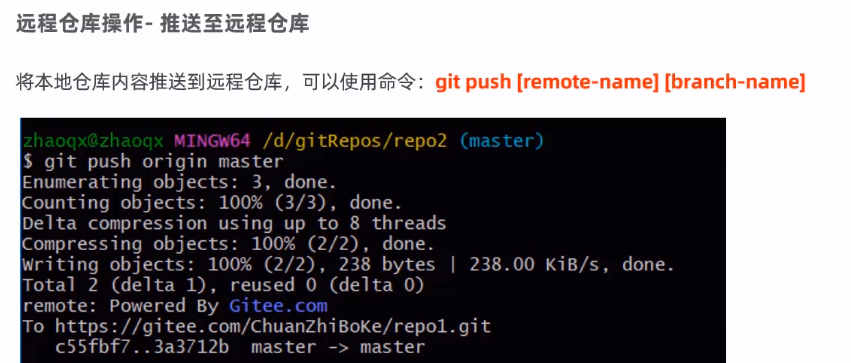 远程仓库操作- 推送至远程仓库
将本地仓库内容推送到远程仓库，可以使用命令：git push [remote-name] [branch-name]
zhaoqx@zhaoqx MINGW64 /d/gitRepos/repo2 (master)
$ git push origin master
Enumerating objects: 3, done.
Counting objects: 100% (3/3), done.
Delta compression using up to 8 threads
Compressing objects: 100% (2/2), done.
Writing objects: 100% (2/2), 238 bytes | 238.00 KiB/s, done.
Total 2 (delta 1), reused 0 (delta 0)
remote: Powered By Gitee.com
To https://gitee.com/ChuanZhiBoKe/repo1.git
   c55fbf7..3a3712b  master -> master